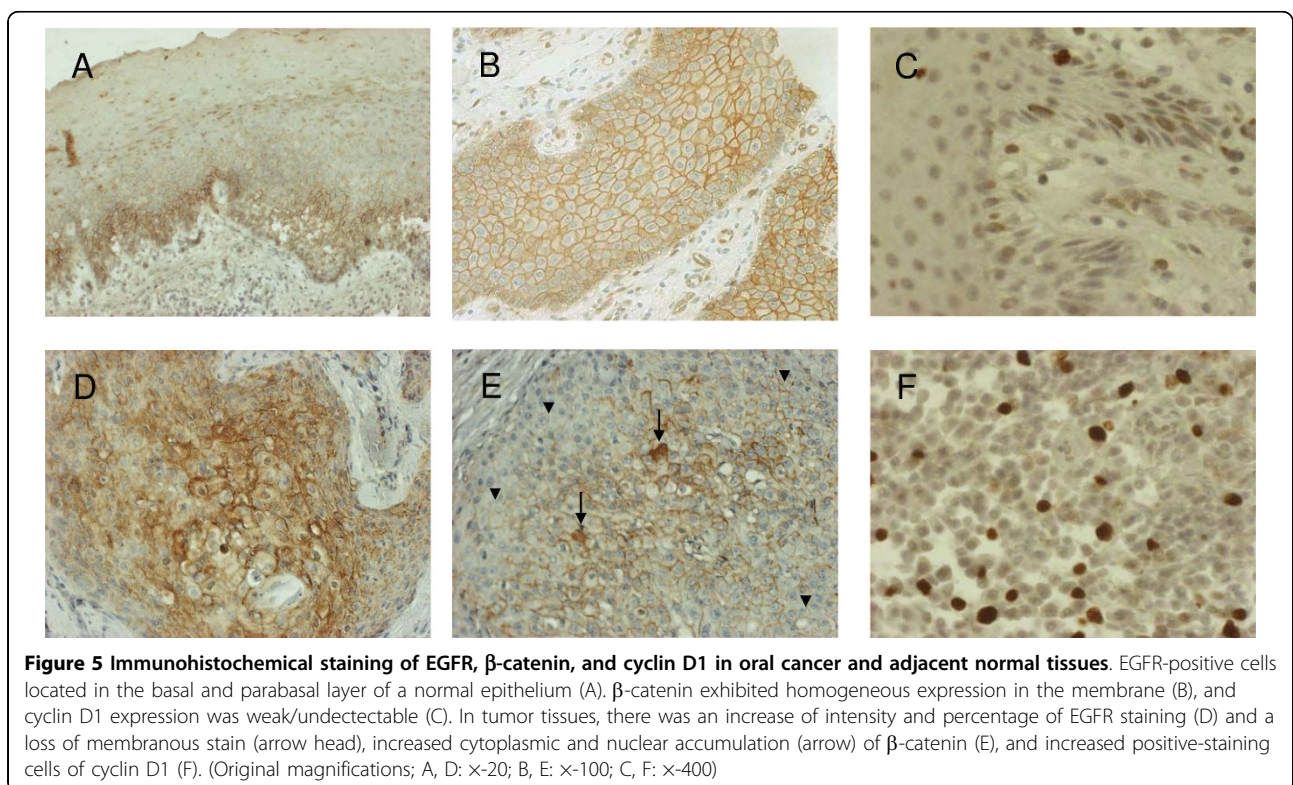 A
B
C
D
E
F
Figure 5 Immunohistochemical staining of EGFR, β-catenin, and cyclin D1 in oral cancer and adjacent normal tissues. EGFR-positive cells
located in the basal and parabasal layer of a normal epithelium (A). β-catenin exhibited homogeneous expression in the membrane (B), and
cyclin D1 expression was weak/undectectable (C). In tumor tissues, there was an increase of intensity and percentage of EGFR staining (D) and a
loss of membranous stain (arrow head), increased cytoplasmic and nuclear accumulation (arrow) of β-catenin (E), and increased positive-staining
cells of cyclin D1 (F). (Original magnifications; A, D: ×-20; B, E: ×-100; C, F: ×-400)